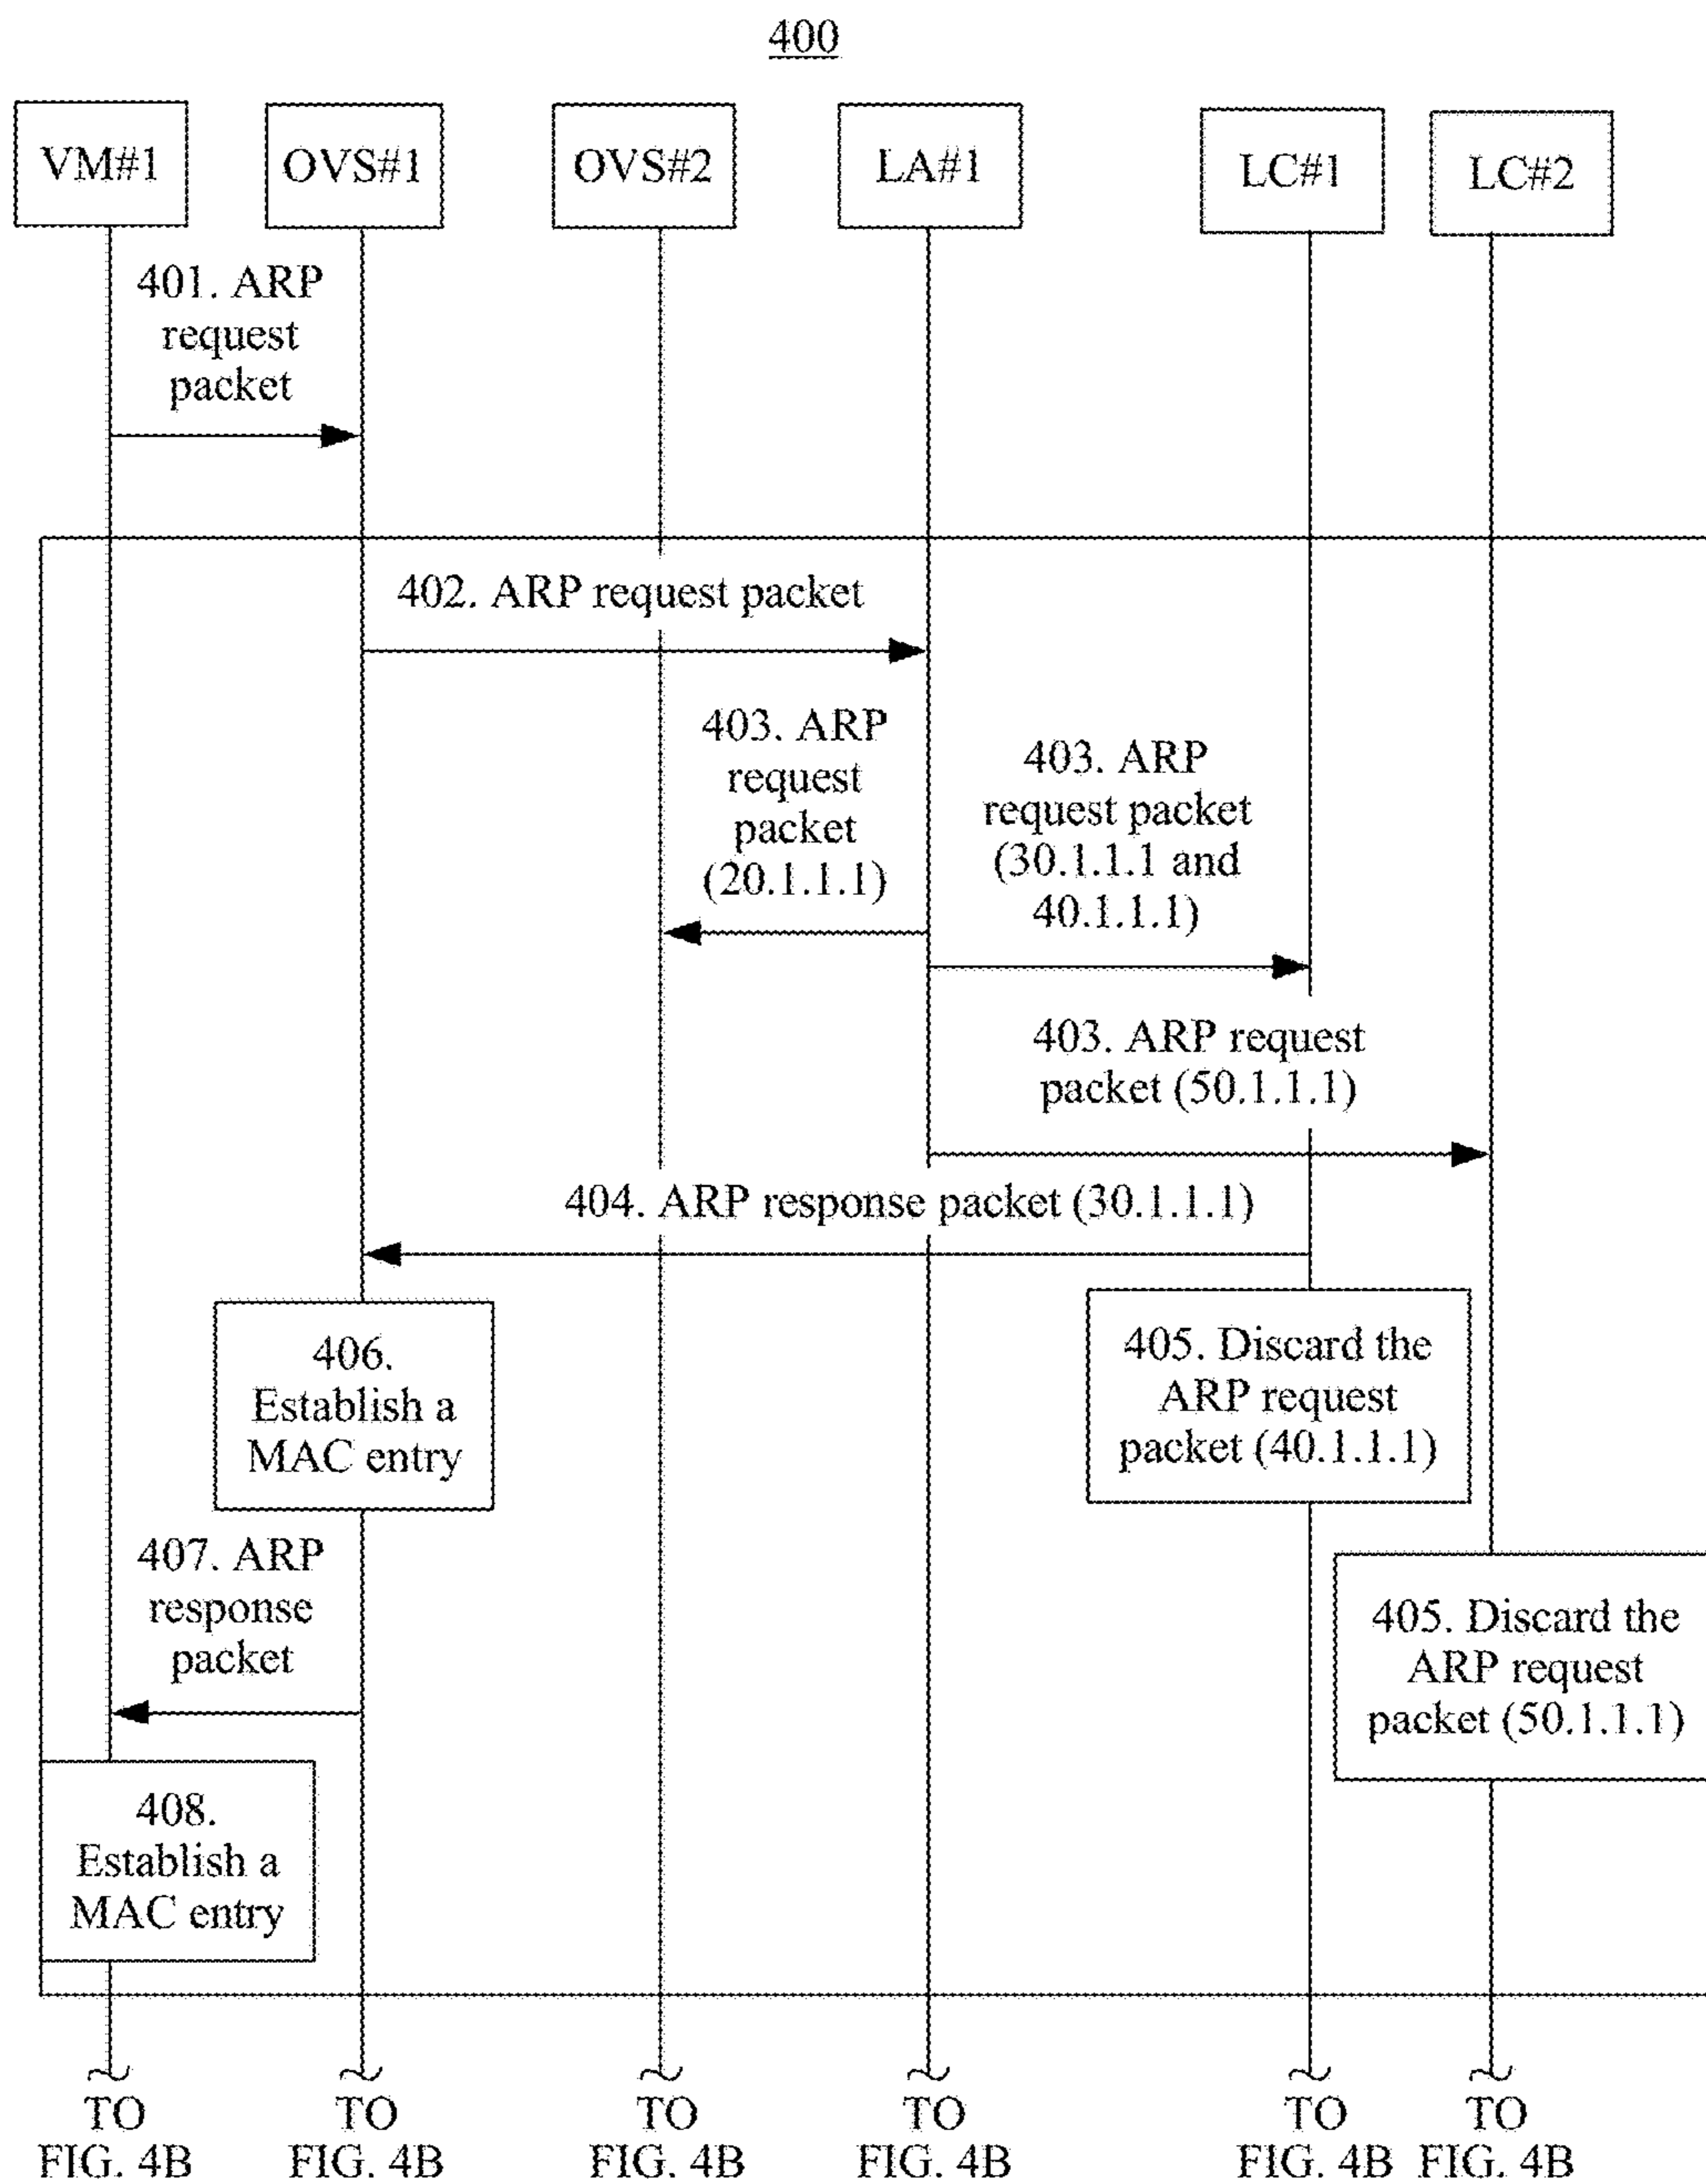 400
VM#1
OVS#1
OVS#2
LA#1
LC#1
LC#2
401. ARP
request
packet
402. ARP request packet
403. ARP
request
packet
(20.1.1.1)
403. ARP
request packet
(30.1.1.1 and
40.1.1.1)
403. ARP request
packet (50.1.1.1)
404. ARP response packet (30.1.1.1)
406.
Establish a
MAC entry
405. Discard the
ARP request
packet (40.1.1.1)
407. ARP
response
packet
405. Discard the
ARP request
packet (50.1.1.1)
408.
Establish a
MAC entry
TO
FIG. 4B
TO
FIG. 4B
TO
FIG. 4B
TO
FIG. 4B
TO
FIG. 4B
TO
FIG. 4B